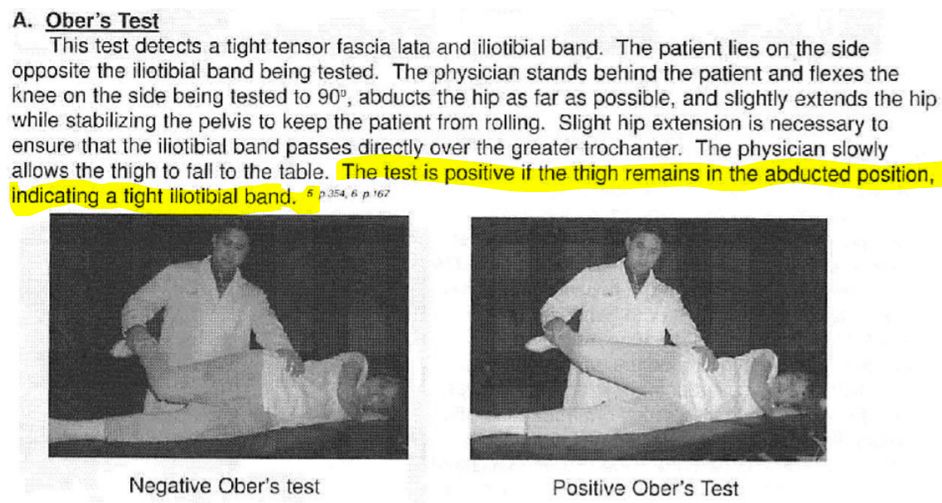 A. Ober's Test
This test detects a tight tensor fascia lata and iliotibial band. The patient lies on the side
opposite the iliotibial band being tested. The physician stands behind the patient and flexes the
knee on the side being tested to 90º, abducts the hip as far as possible, and slightly extends the hip
while stabilizing the pelvis to keep the patient from rolling. Slight hip extension is necessary to
ensure that the iliotibial band passes directly over the greater trochanter. The physician slowly
allows the thigh to fall to the table. The test is positive if the thigh remains in the abducted position,
indicating a tight iliotibial band. 5 p.354, 6 p.167
Negative Ober's test
Positive Ober's Test